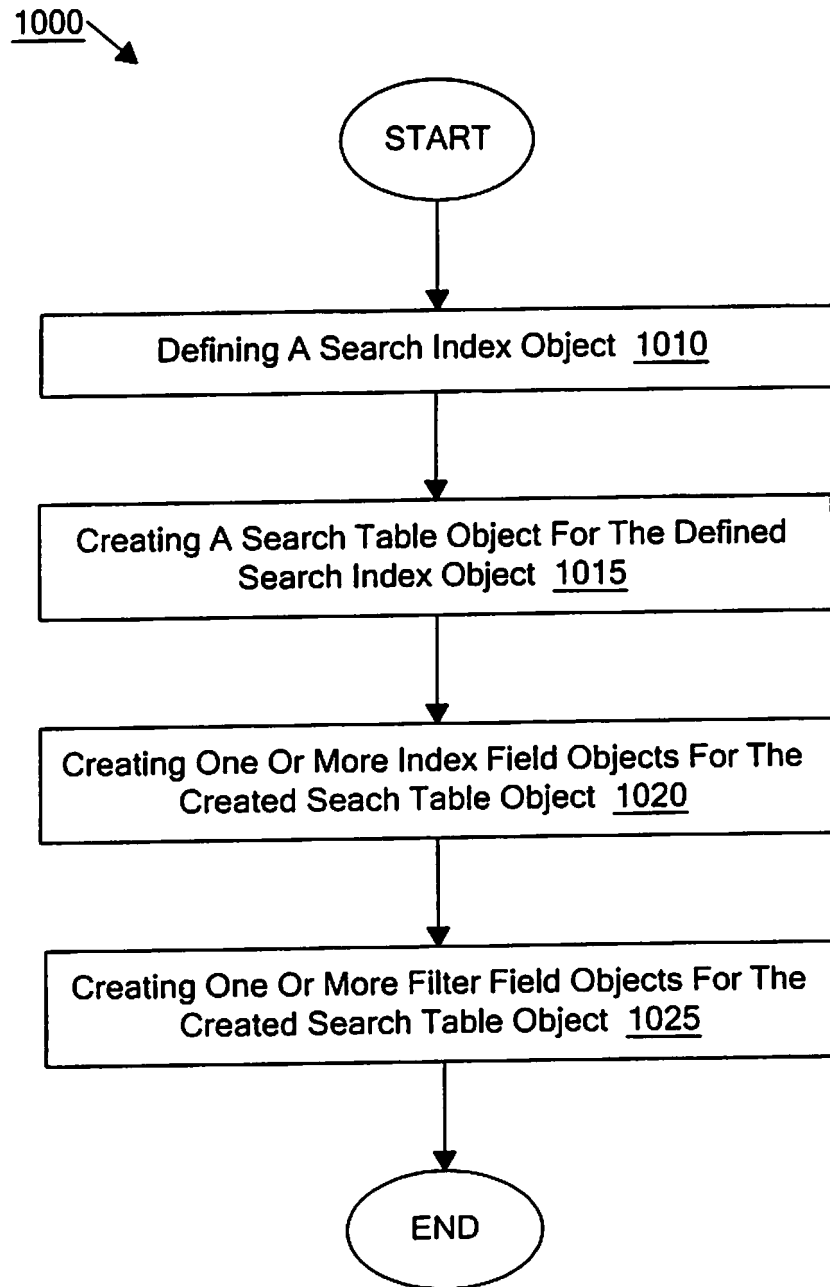 1000
START
Defining A Search Index Object 1010
Creating A Search Table Object For The Defined
Search Index Object 1015
Creating One Or More Index Field Objects For The
Created Seach Table Object 1020
Creating One Or More Filter Field Objects For The
Created Search Table Object 1025
END